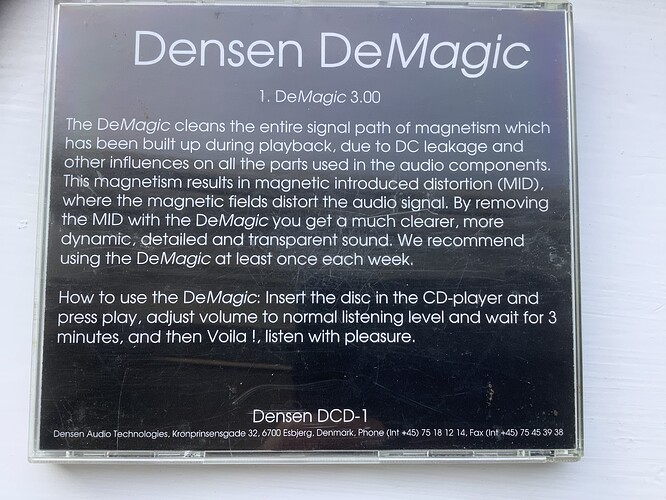 Densen DeMagic
1. DeMagic 3.00
The DeMagic cleans the entire signal path of magnetism which
has been built up during playback, due to DC leakage and
other influences on all the parts used in the audio components.
This magnetism results in magnetic introduced distortion (MID),
where the magnetic fields distort the audio signal. By removing
the MID with the DeMagic you get a much clearer, more
dynamic, detailed and transparent sound. We recommend
using the DeMagic at least once each week.
How to use the DeMagic: Insert the disc in the CD-player and
press play, adjust volume to normal listening level and wait for 3
minutes, and then Voila !, listen with pleasure.
Densen DCD-1
Densen Audio Technologies, Kronprinsensgade 32, 6700 Esbjerg, Denmark, Phone (Int +45) 75 18 12 14, Fax (Int +45) 75 45 39 38